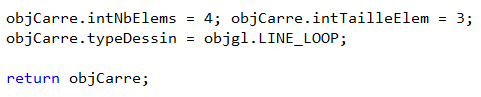 objCarre.intNbElems = 4; objCarre.intTailleElem = 3;
objCarre.typeDessin = objgl.LINE_LOOP;
return objCarre;